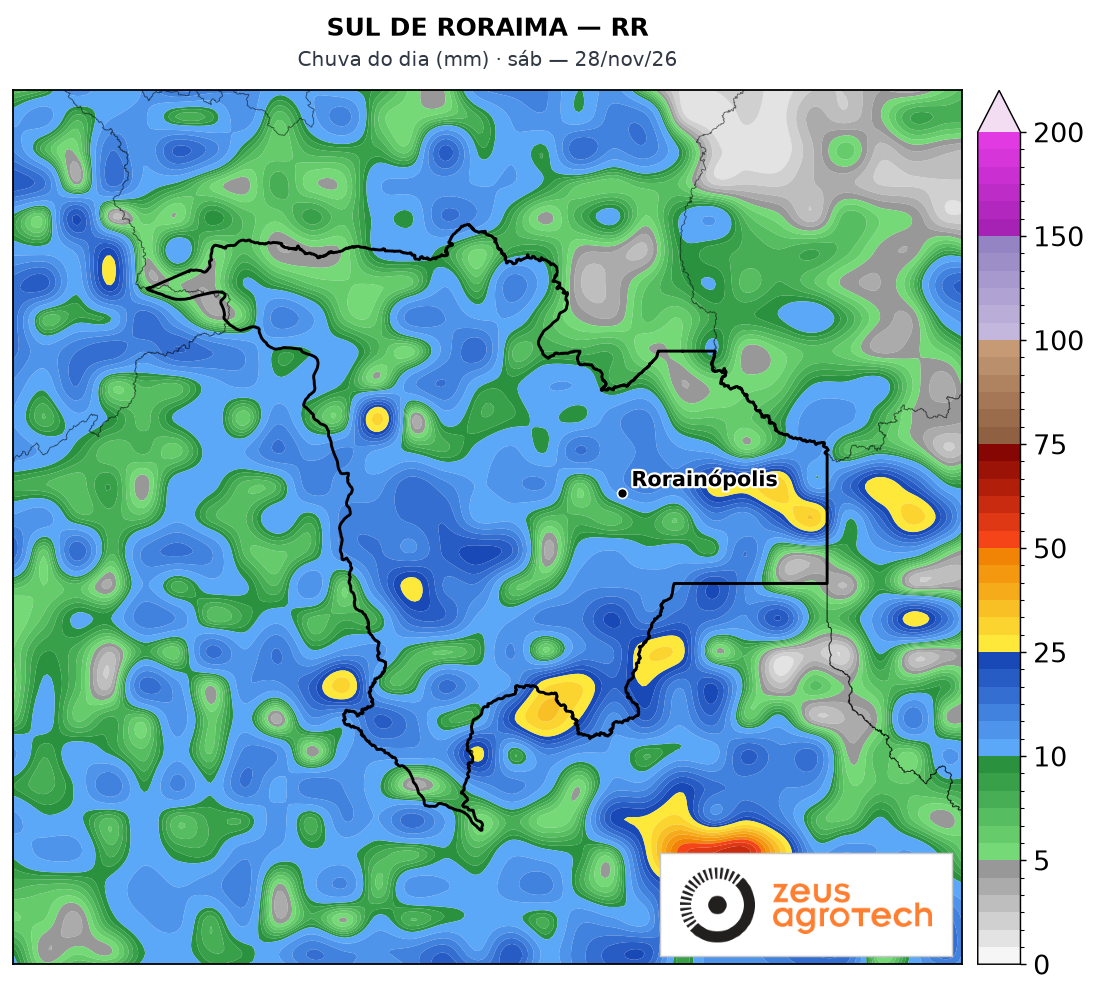 SUL DE RORAIMA — RR
Chuva do dia (mm) · sáb — 28/nov/26
200
150
100
75
50
25
10
5
0
Rorainópolis
zeus
agrotech